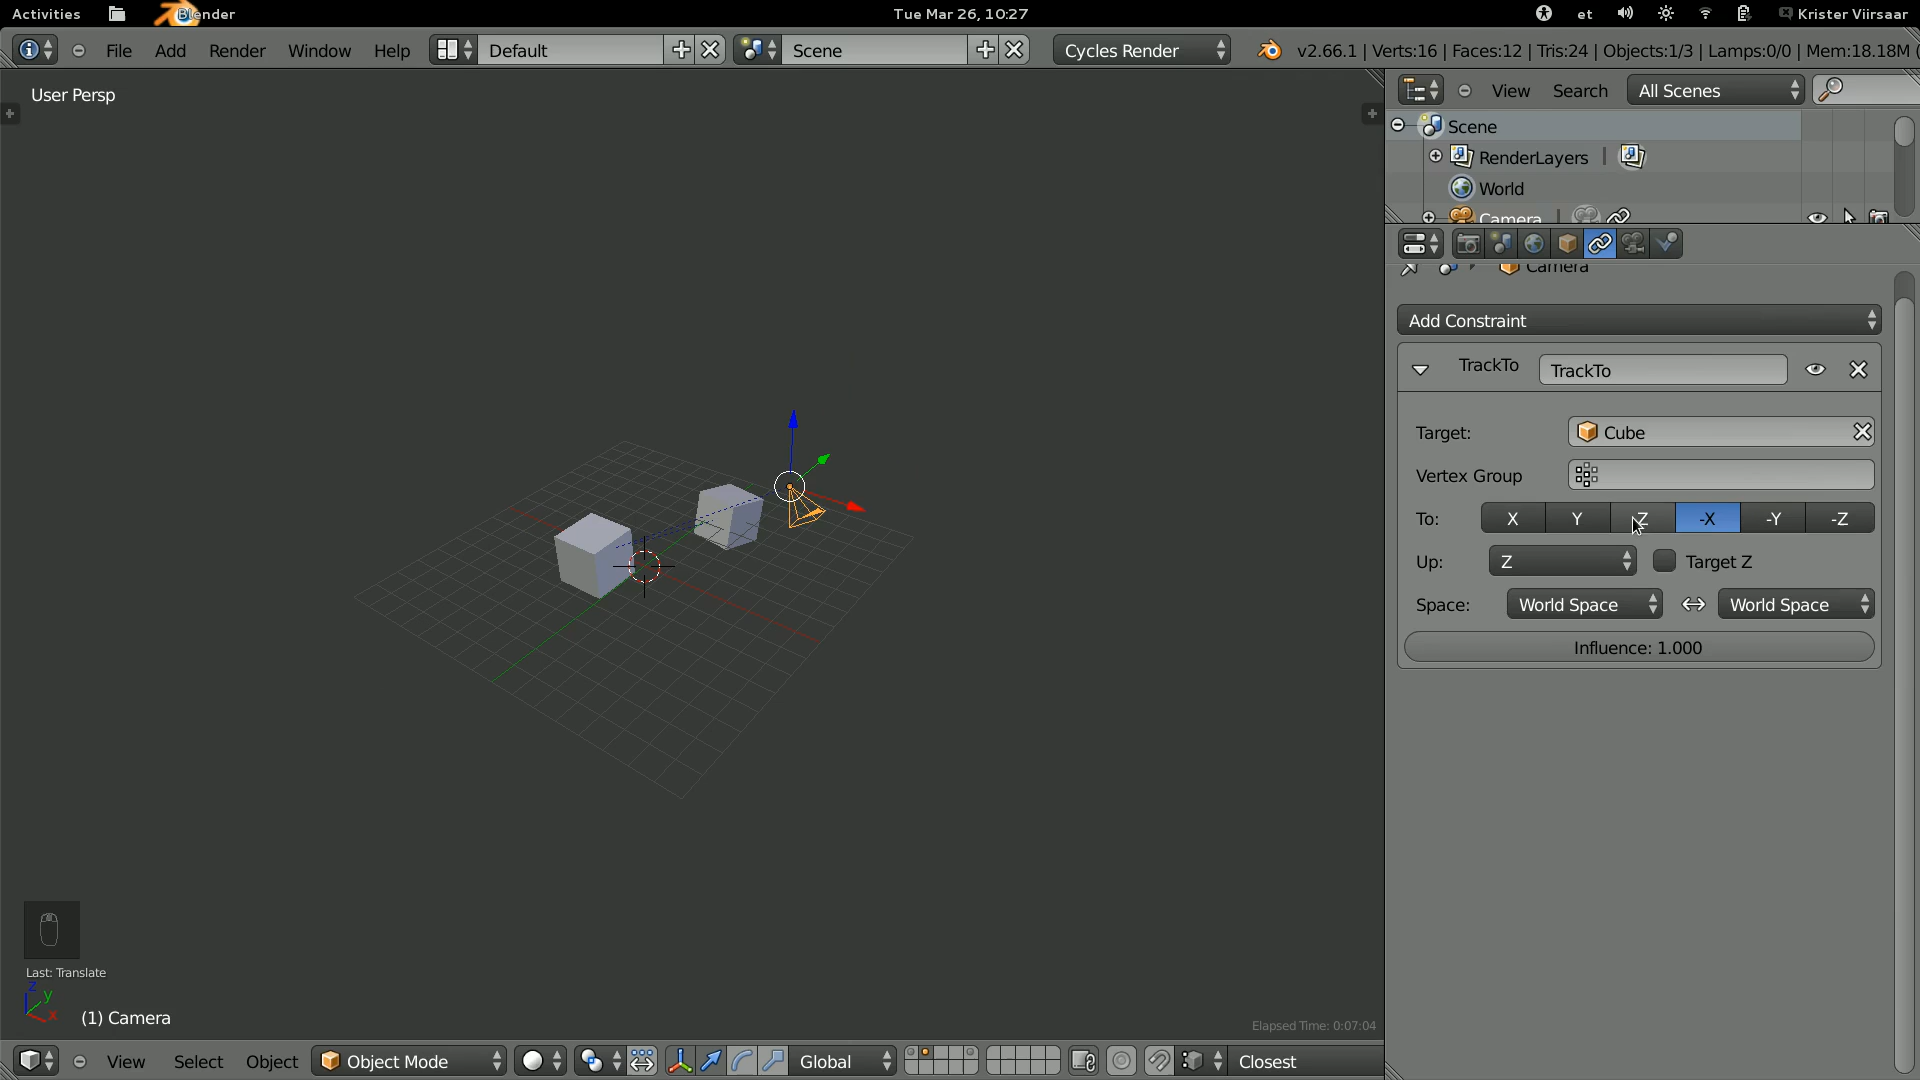 Activities Blender Tue Mar 26, 10:27 et Krister Viirsaar
File Add Render Window Help Default Scene Cycles Render v2.66.1 | Verts:16 | Faces:12 | Tris:24 | Objects:1/3 | Lamps:0/0 | Mem:18.18M (
User Persp
View Search All Scenes
Scene
RenderLayers
World
Camera
Camera
Add Constraint
TrackTo TrackTo
Target: Cube
Vertex Group
To: X Y Z -X -Y -Z
Up: Z Target Z
Space: World Space World Space
Influence: 1.000
Last: Translate
z
y
x
(1) Camera
Elapsed Time: 0:07:04
View Select Object Object Mode Global Closest